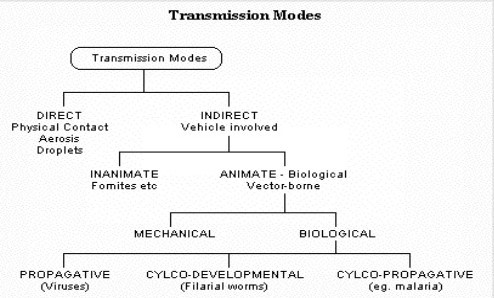 Transmission Modes
Transmission Modes
DIRECT
Physical Contact
Aerosis
Droplets
INDIRECT
Vehicle involved
INANIMATE
Fomites etc
ANIMATE - Biological
Vector-borne
MECHANICAL
BIOLOGICAL
PROPAGATIVE
(Viruses)
CYLCO-DEVELOPMENTAL
(Filarial worms)
CYLCO-PROPAGATIVE
(eg. malaria)